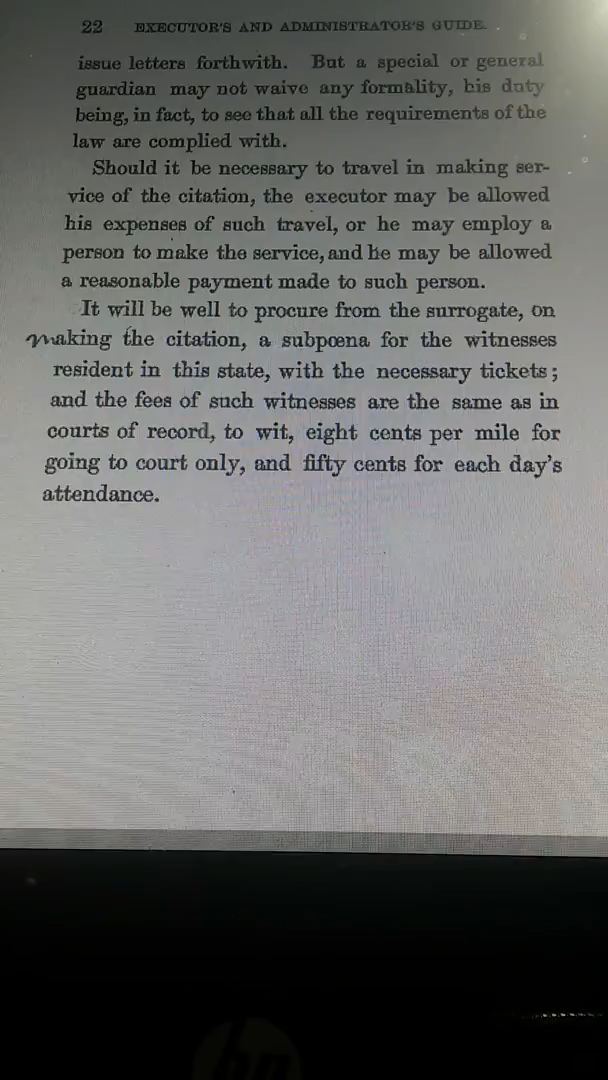 22 EXECUTOR'S AND ADMINISTRATOR'S GUIDE.
issue letters forthwith. But a special or general
guardian may not waive any formality, his duty
being, in fact, to see that all the requirements of the
law are complied with.
Should it be necessary to travel in making ser-
vice of the citation, the executor may be allowed
his expenses of such travel, or he may employ a
person to make the service, and he may be allowed
a reasonable payment made to such person.
It will be well to procure from the surrogate, on
making the citation, a subpœna for the witnesses
resident in this state, with the necessary tickets;
and the fees of such witnesses are the same as in
courts of record, to wit, eight cents per mile for
going to court only, and fifty cents for each day's
attendance.
hp